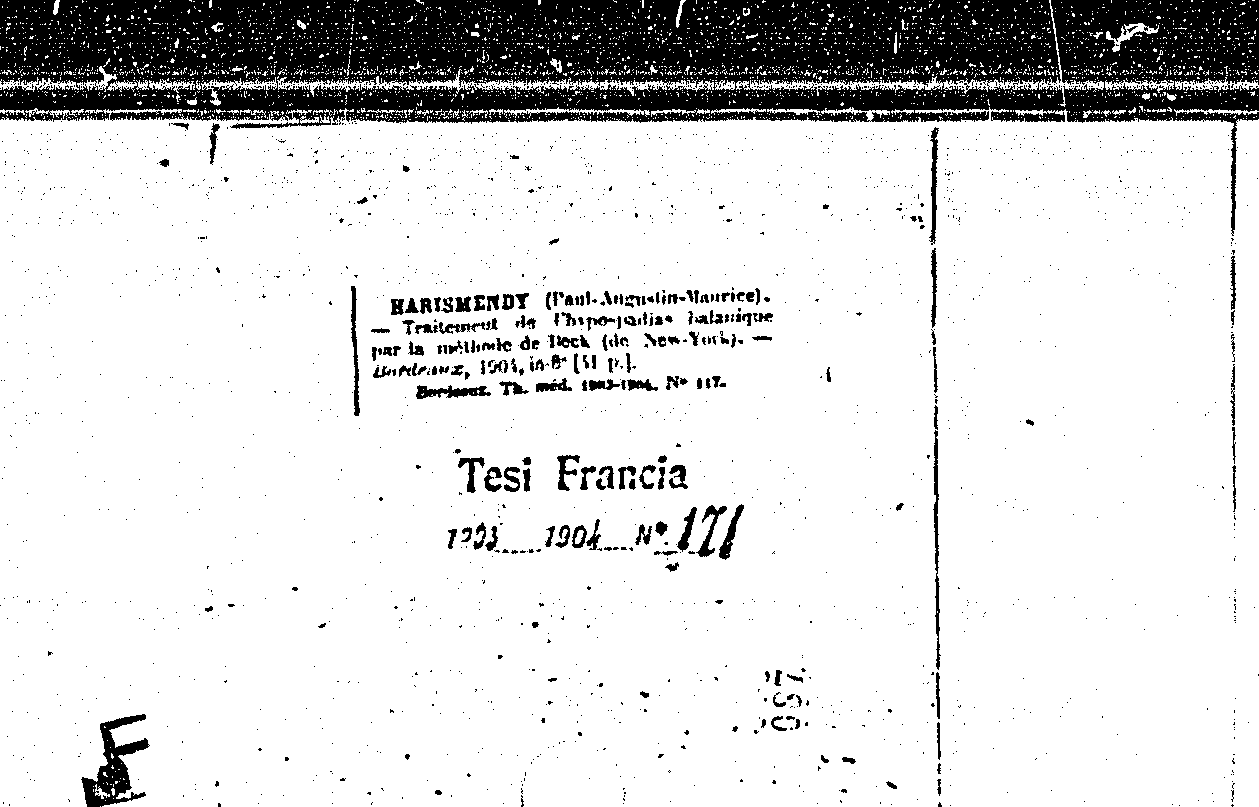 HARISMENDY (Paul-Augustin-Maurice).
— Traitement de l'hypospadias balanique
par la méthode de Beck (de New-York). —
Bordeaux, 1904, in-8° [51 p.].
Bordeaux. Th. méd. 1903-1904. N° 117.
Tesi Francia
1903 1904 N° 171